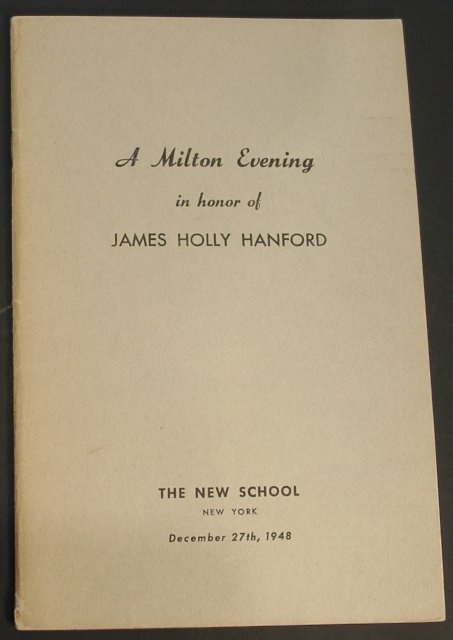 A Milton Evening
in honor of
JAMES HOLLY HANFORD
THE NEW SCHOOL
NEW YORK
December 27th, 1948